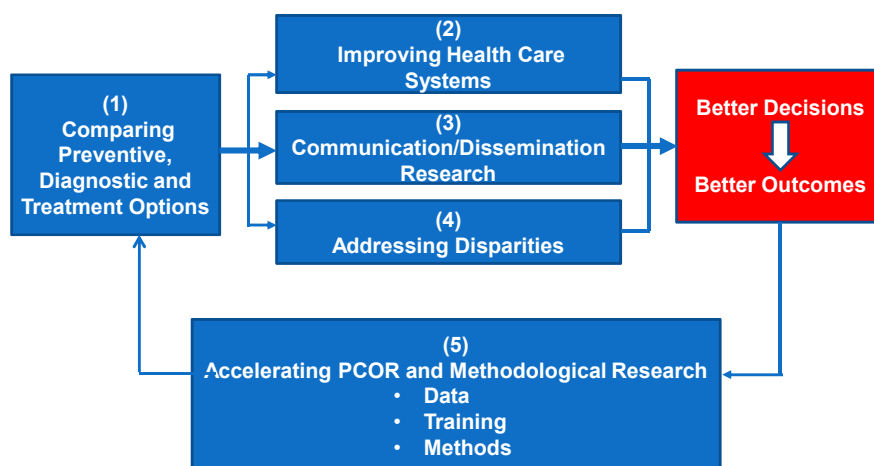 (1)
Comparing
Preventive,
Diagnostic and
Treatment Options
(2)
Improving Health Care
Systems
(3)
Communication/Dissemination
Research
(4)
Addressing Disparities
Better Decisions
Better Outcomes
(5)
Accelerating PCOR and Methodological Research
• Data
• Training
• Methods